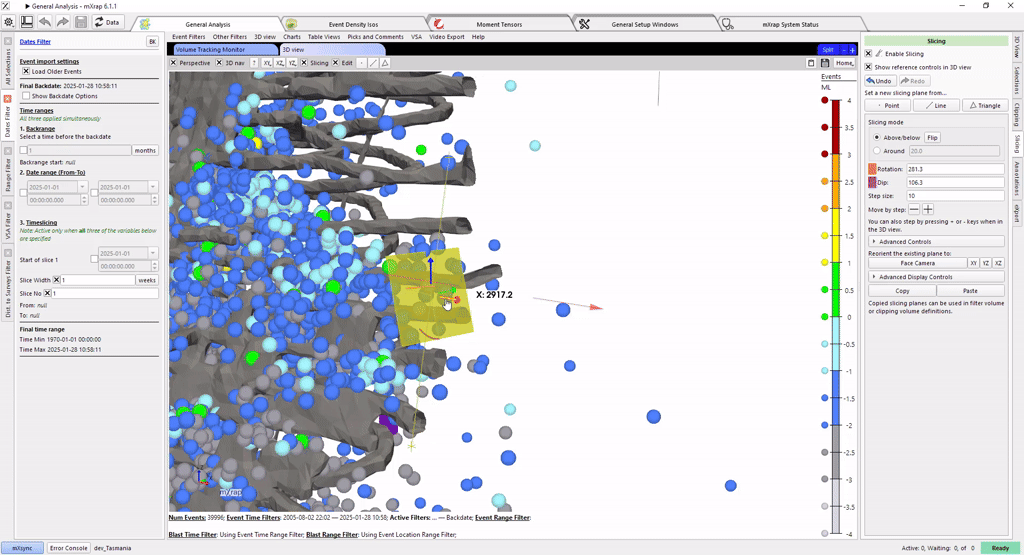 General Analysis - mXrap 6.1.1
Data
General Analysis
Event Density Isos
Moment Tensors
General Setup Windows
mXrap System Status
All Selections
Dates Filter
Range Filter
VSA Filter
Dist. to Surveys Filter
Dates Filter
BK
Event import settings
Load Older Events
Final Backdate: 2025-01-28 10:58:11
Show Backdate Options
Time ranges
All three applied simultaneously
1. Backrange
Select a time before the backdate
1
months
Backrange start: null
2. Date range (From-To)
2025-01-01
2025-01-01
00:00:00.000
00:00:00.000
3. Timeslicing
Note: Active only when all three of the variables below are specified
Start of slice 1
2025-01-01
00:00:00.000
Slice Width
1
weeks
Slice No
1
From: null
To: null
Final time range
Time Min 1970-01-01 00:00:00
Time Max 2025-01-28 10:58:11
Event Filters Other Filters 3D view Charts Table Views Picks and Comments VSA Video Export Help
Volume Tracking Monitor
3D view
Split
Perspective 3D nav XY XZ YZ Slicing Edit
Home
X: 2917.2
mXrap
Events
ML
4
3.5
3
2.5
2
1.5
1
0.5
0
-0.5
-1
-1.5
-2
-2.5
-3
-3.5
-4
Num Events: 39996; Event Time Filters: 2005-08-02 22:02 — 2025-01-28 10:58; Active Filters: ... — Backdate; Event Range Filter:
Blast Time Filter: Using Event Time Range Filter; Blast Range Filter: Using Event Location Range Filter;
Slicing
Enable Slicing
Show reference controls in 3D view
Undo
Redo
Set a new slicing plane from...
Point
Line
Triangle
Slicing mode
Above/below
Flip
Around
20.0
Rotation:
281.3
Dip:
106.3
Step size:
10
Move by step:
You can also step by pressing + or - keys when in the 3D view.
Advanced Controls
Reorient the existing plane to:
Face Camera
XY
YZ
XZ
Advanced Display Controls
Copy
Paste
Copied slicing planes can be used in filter volume or clipping volume definitions.
3D View
Selections
Clipping
Slicing
Annotations
eXpert
mXsync
Error Console
dev_Tasmania
Active: 0, Waiting: 0, of 0
Ready